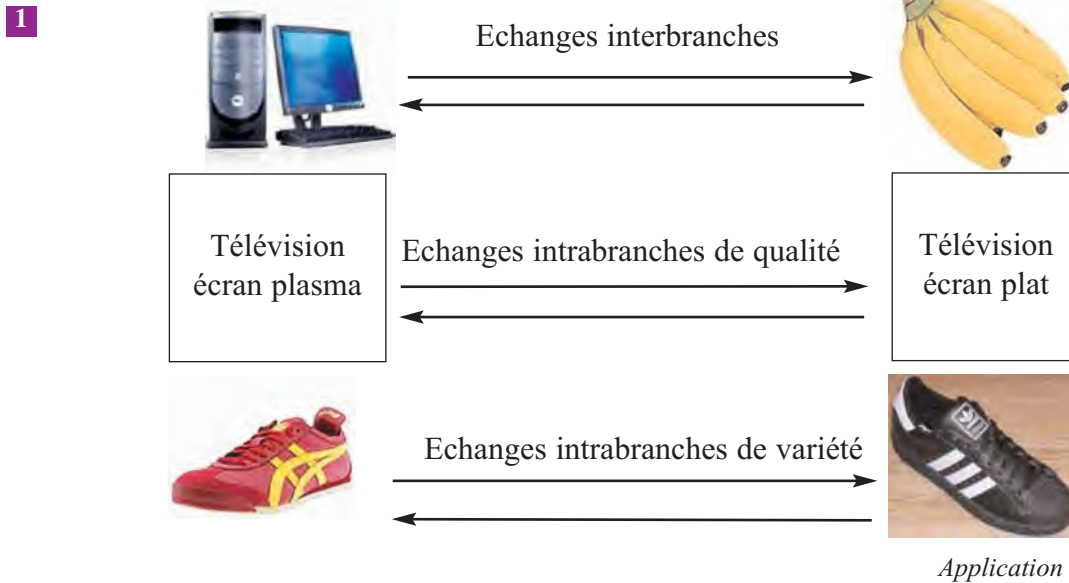 1
Echanges interbranches
Télévision
écran plasma
Echanges intrabranches de qualité
Télévision
écran plat
Echanges intrabranches de variété
Application